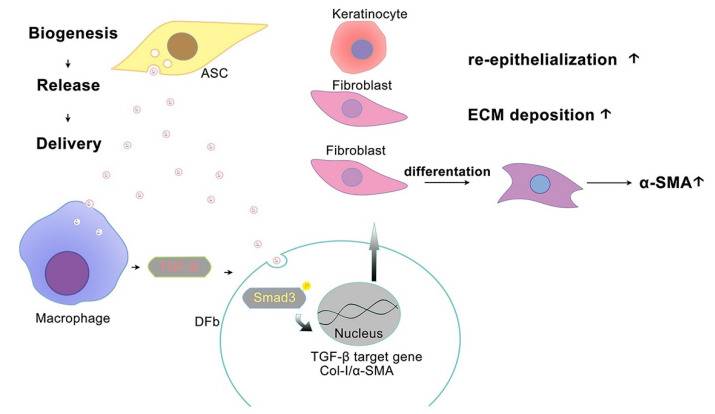 Biogenesis
Release
Delivery
ASC
Keratinocyte
re-epithelialization ↑
Fibroblast
ECM deposition ↑
Fibroblast
differentation
α-SMA↑
Macrophage
DFb
Smad3
P
Nucleus
TGF-β target gene
Col-I/α-SMA